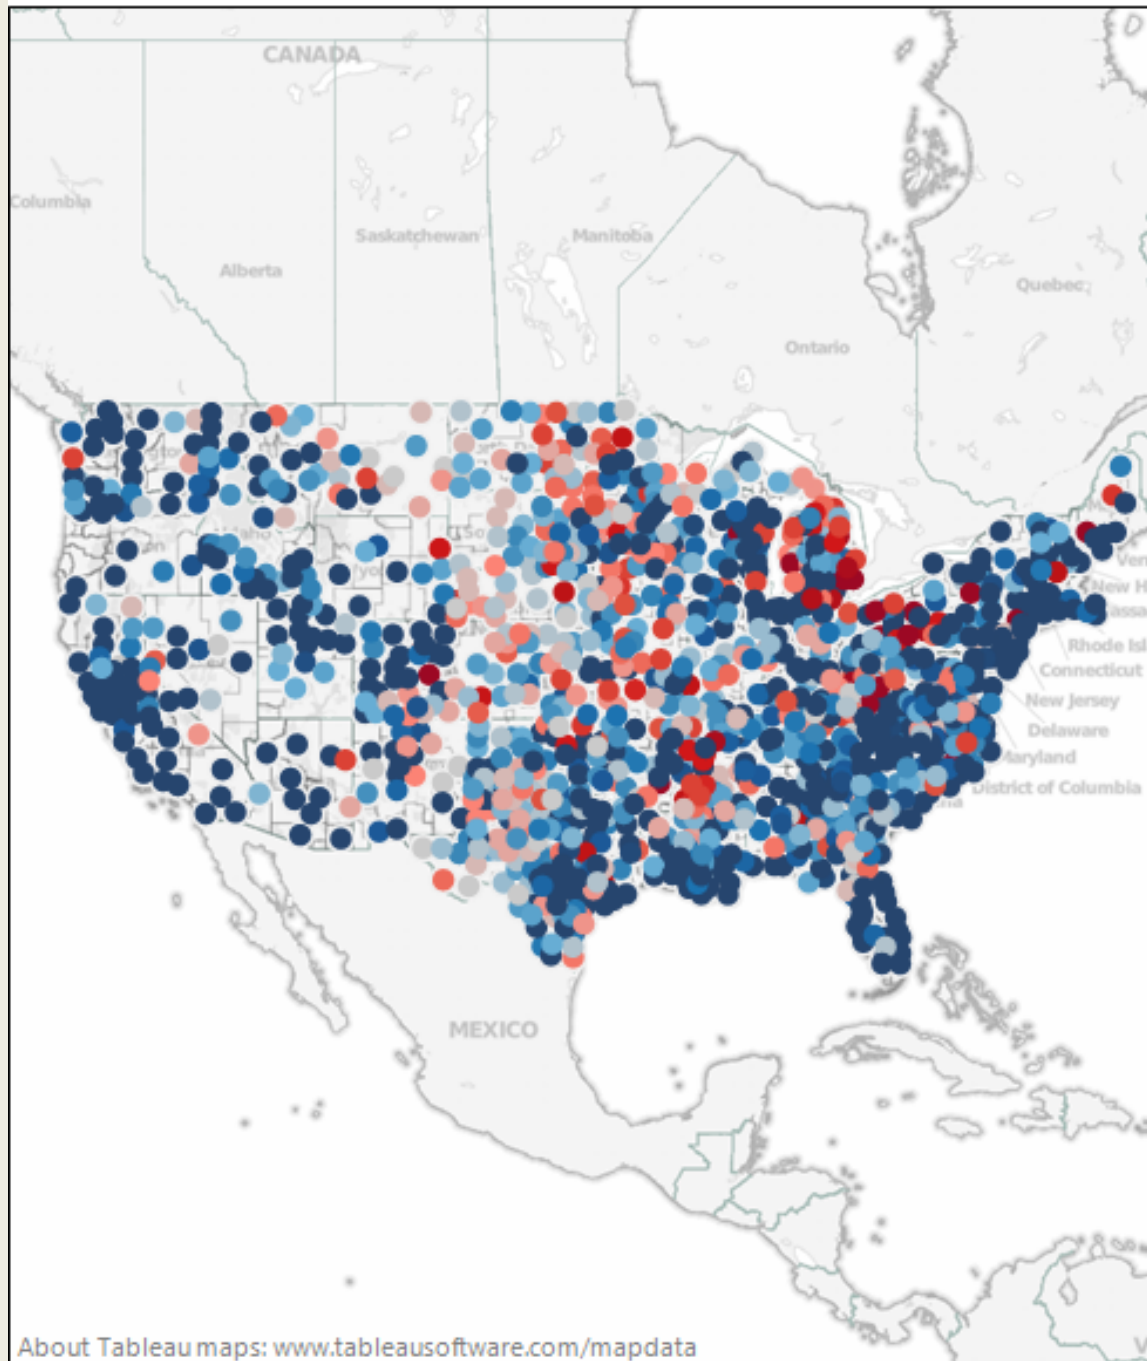 CANADA
Columbia
Saskatchewan
Manitoba
Alberta
Quebec
Ontario
Rhode Isl
Connecticut
New Jersey
Delaware
Maryland
District of Columbia
MEXICO
About Tableau maps: www.tableausoftware.com/mapdata